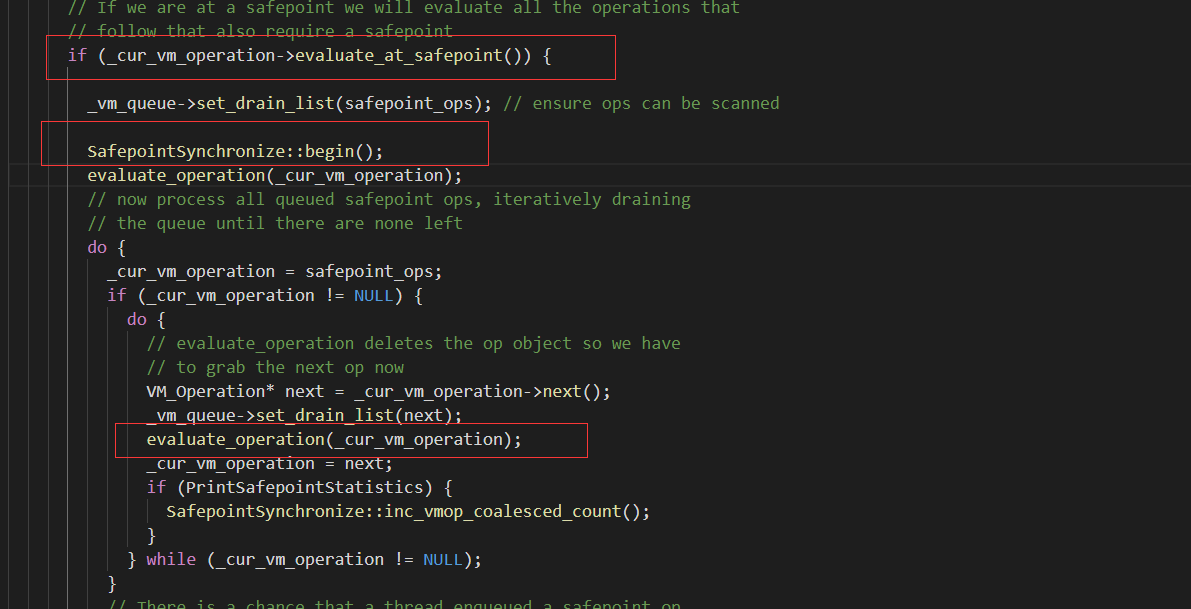 // If we are at a safepoint we will evaluate all the operations that
// follow that also require a safepoint
if (_cur_vm_operation->evaluate_at_safepoint()) {
_vm_queue->set_drain_list(safepoint_ops); // ensure ops can be scanned
SafepointSynchronize::begin();
evaluate_operation(_cur_vm_operation);
// now process all queued safepoint ops, iteratively draining
// the queue until there are none left
do {
_cur_vm_operation = safepoint_ops;
if (_cur_vm_operation != NULL) {
do {
// evaluate_operation deletes the op object so we have
// to grab the next op now
VM_Operation* next = _cur_vm_operation->next();
_vm_queue->set_drain_list(next);
evaluate_operation(_cur_vm_operation);
_cur_vm_operation = next;
if (PrintSafepointStatistics) {
SafepointSynchronize::inc_vmop_coalesced_count();
}
} while (_cur_vm_operation != NULL);
}
// There is a chance that a thread enqueued a safepoint op